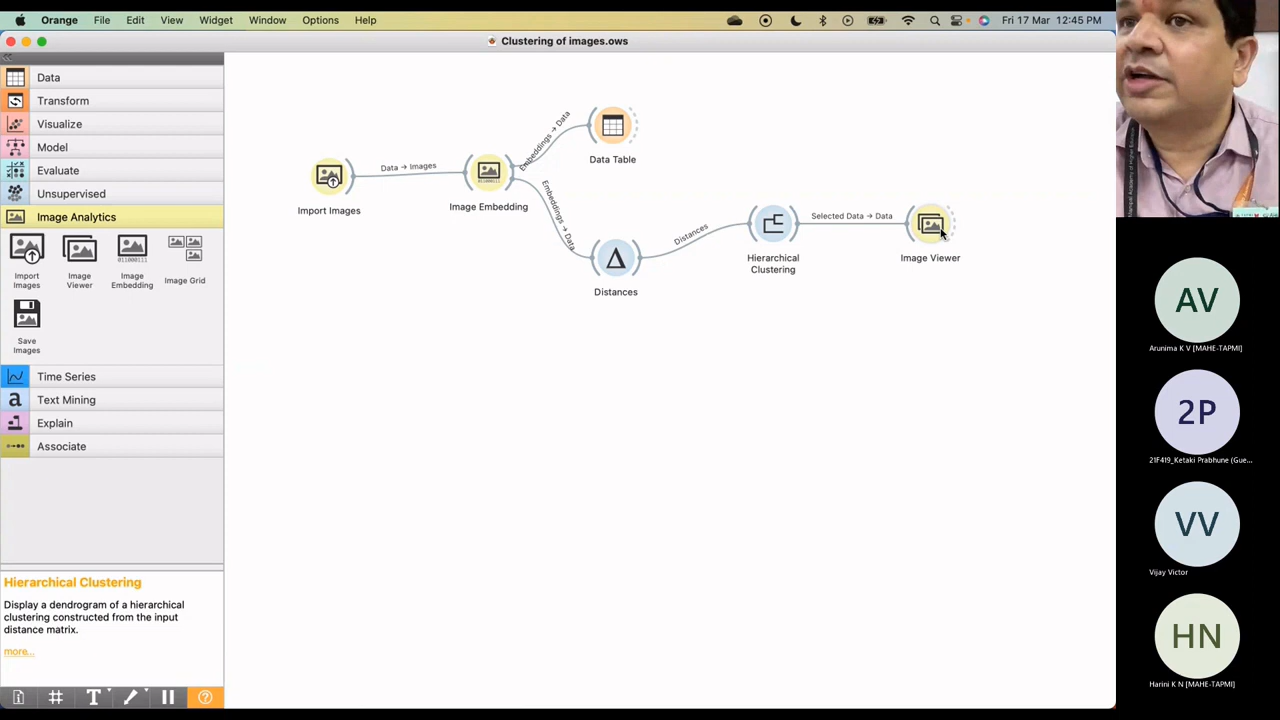 Orange File Edit View Widget Window Options Help Fri 17 Mar 12:45 PM
Clustering of images.ows
Data
Transform
Visualize
Model
Evaluate
Unsupervised
Image Analytics
Import Images
Image Viewer
Image Embedding
Image Grid
Save Images
Time Series
Text Mining
a
Explain
Associate
Hierarchical Clustering
Display a dendrogram of a hierarchical
clustering constructed from the input
distance matrix.
more...
T
?
Import Images
Data → Images
Image Embedding
Embeddings → Data
Data Table
Embeddings → Data
Distances
Distances
Hierarchical
Clustering
Selected Data → Data
Image Viewer
AV
Arunima K V [MAHE-TAPMI]
2P
21F419_Ketaki Prabhune (Gue...
VV
Vijay Victor
HN
Harini K N [MAHE-TAPMI]